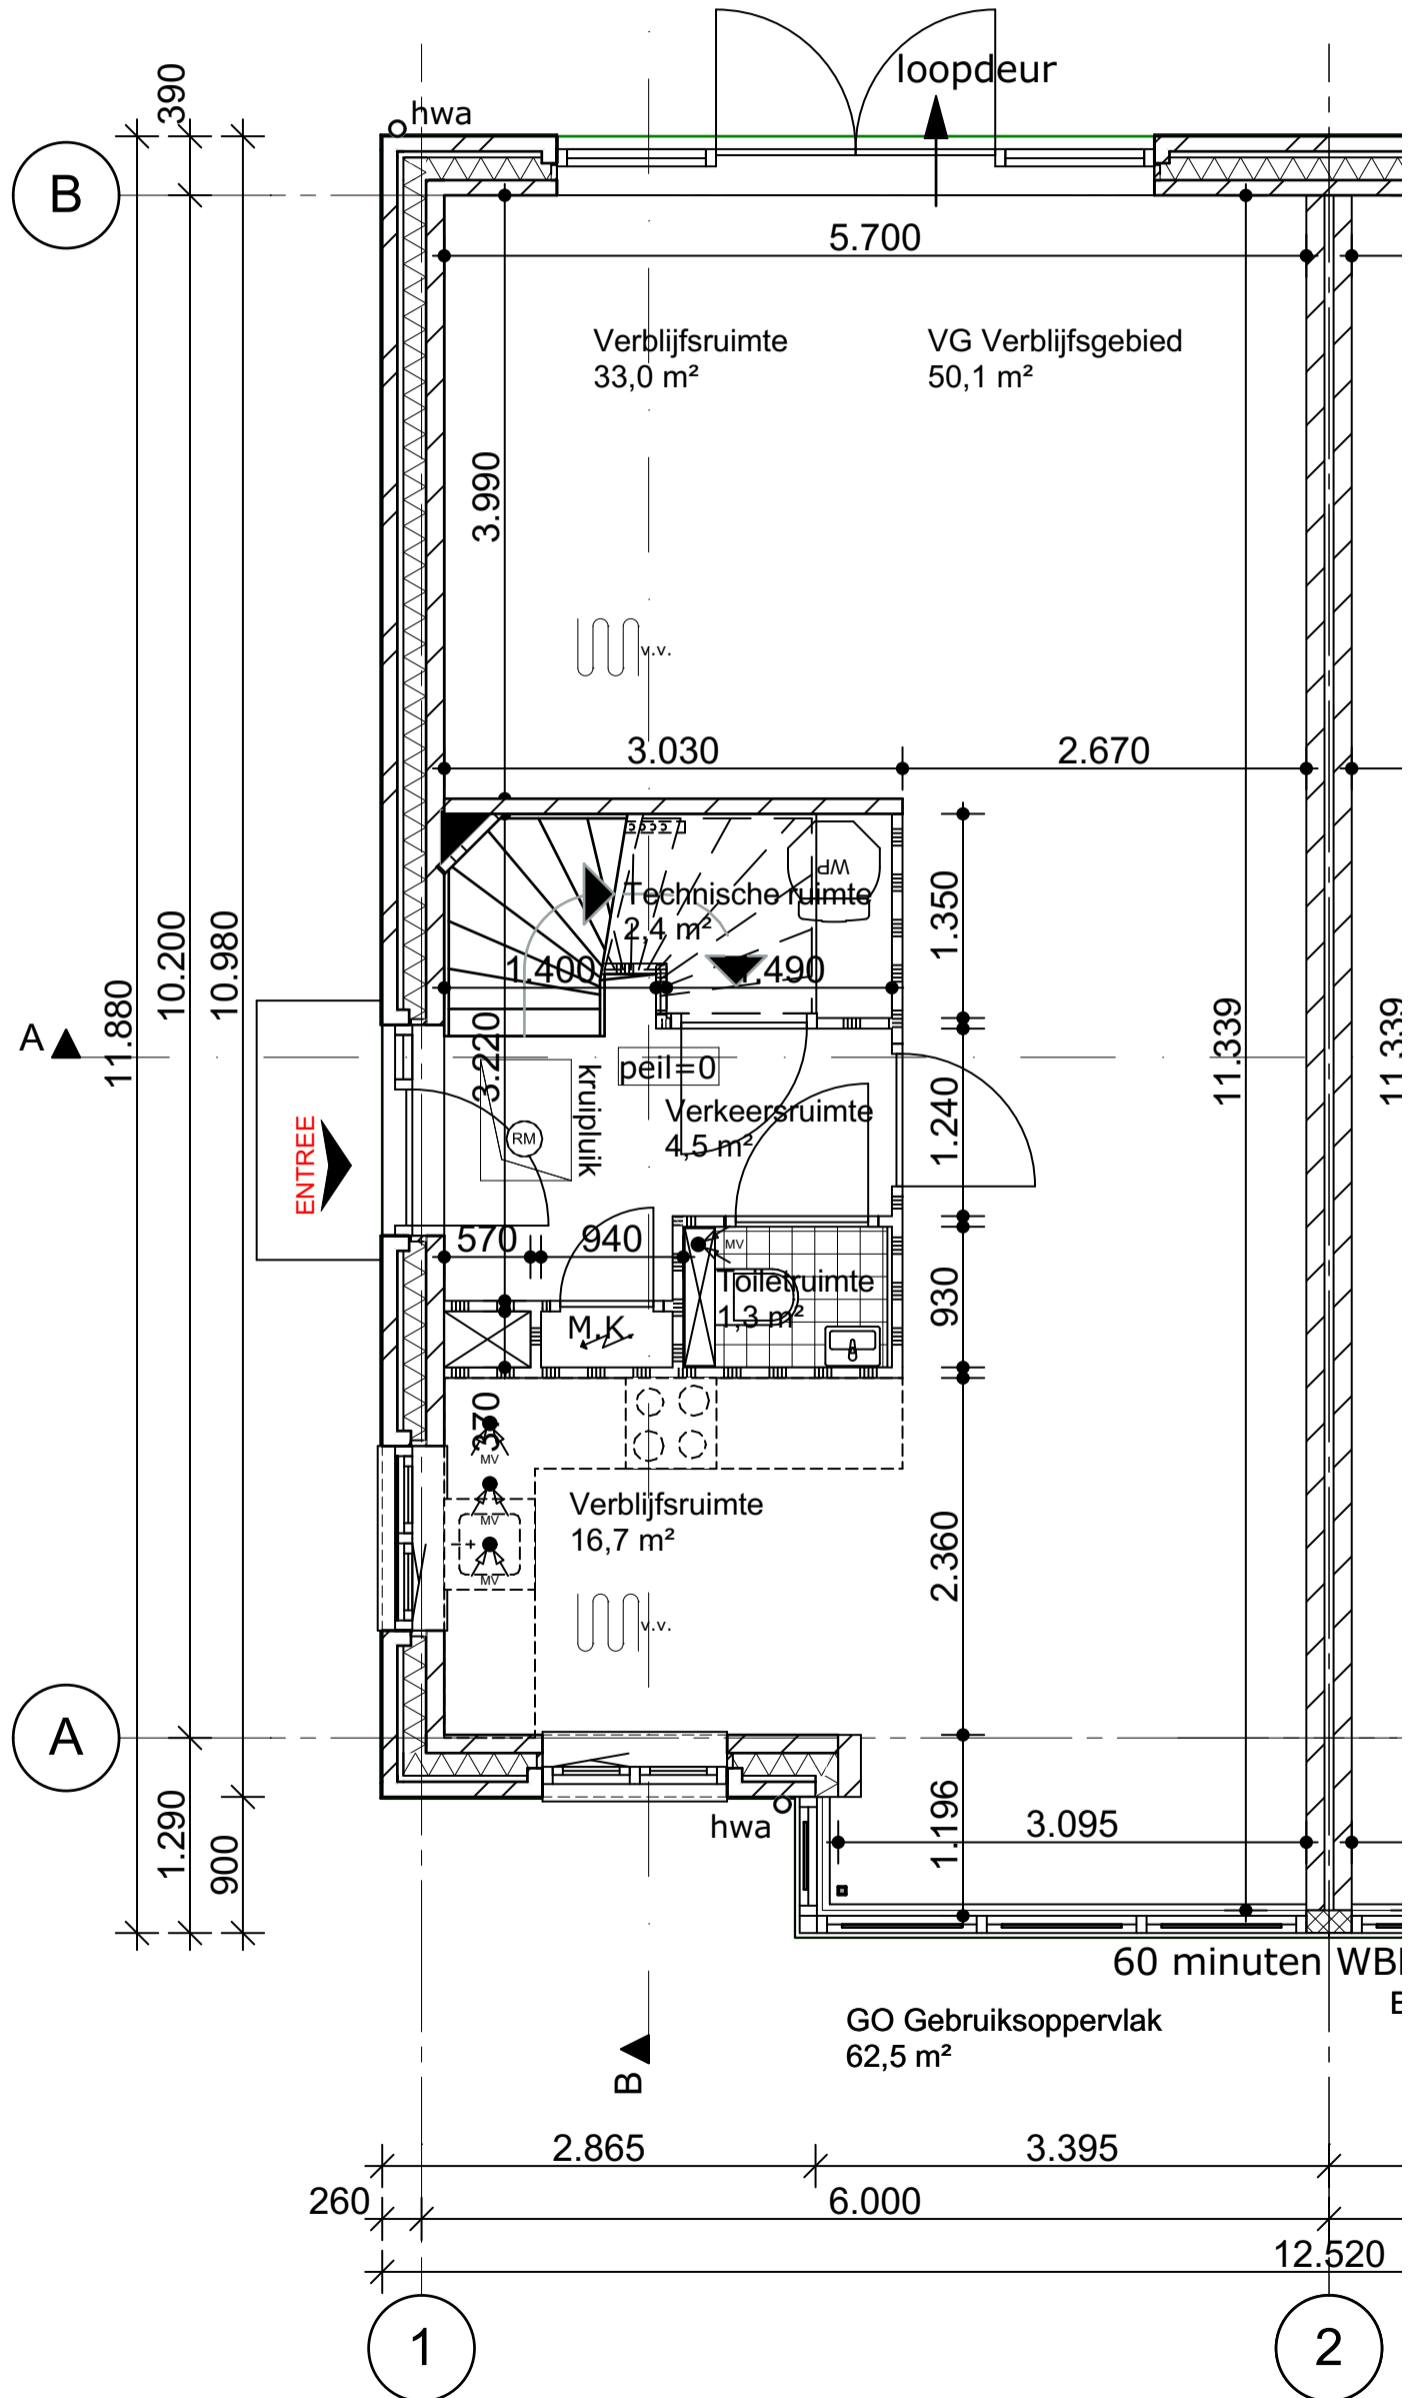 loopdeur
390
hwa
B
5.700
Verblijfsruimte
33,0 m²
VG Verblijfsgebied
50,1 m²
3.990
v.v.
3.030
2.670
WP
Technische ruimte
2,4 m²
1.350
1.400
1.490
10.200
10.980
11.880
A
3.220
peil=0
kruipluik
11.339
11.339
Verkeersruimte
4,5 m²
1.240
RM
ENTREE
570
940
MV
Toiletruimte
1,3 m²
930
M.K.
370
MV
MV
MV
Verblijfsruimte
16,7 m²
2.360
v.v.
A
1.290
900
hwa
1.196
3.095
60 minuten WB
GO Gebruiksoppervlak
62,5 m²
B
2.865
3.395
260
6.000
12.520
1
2